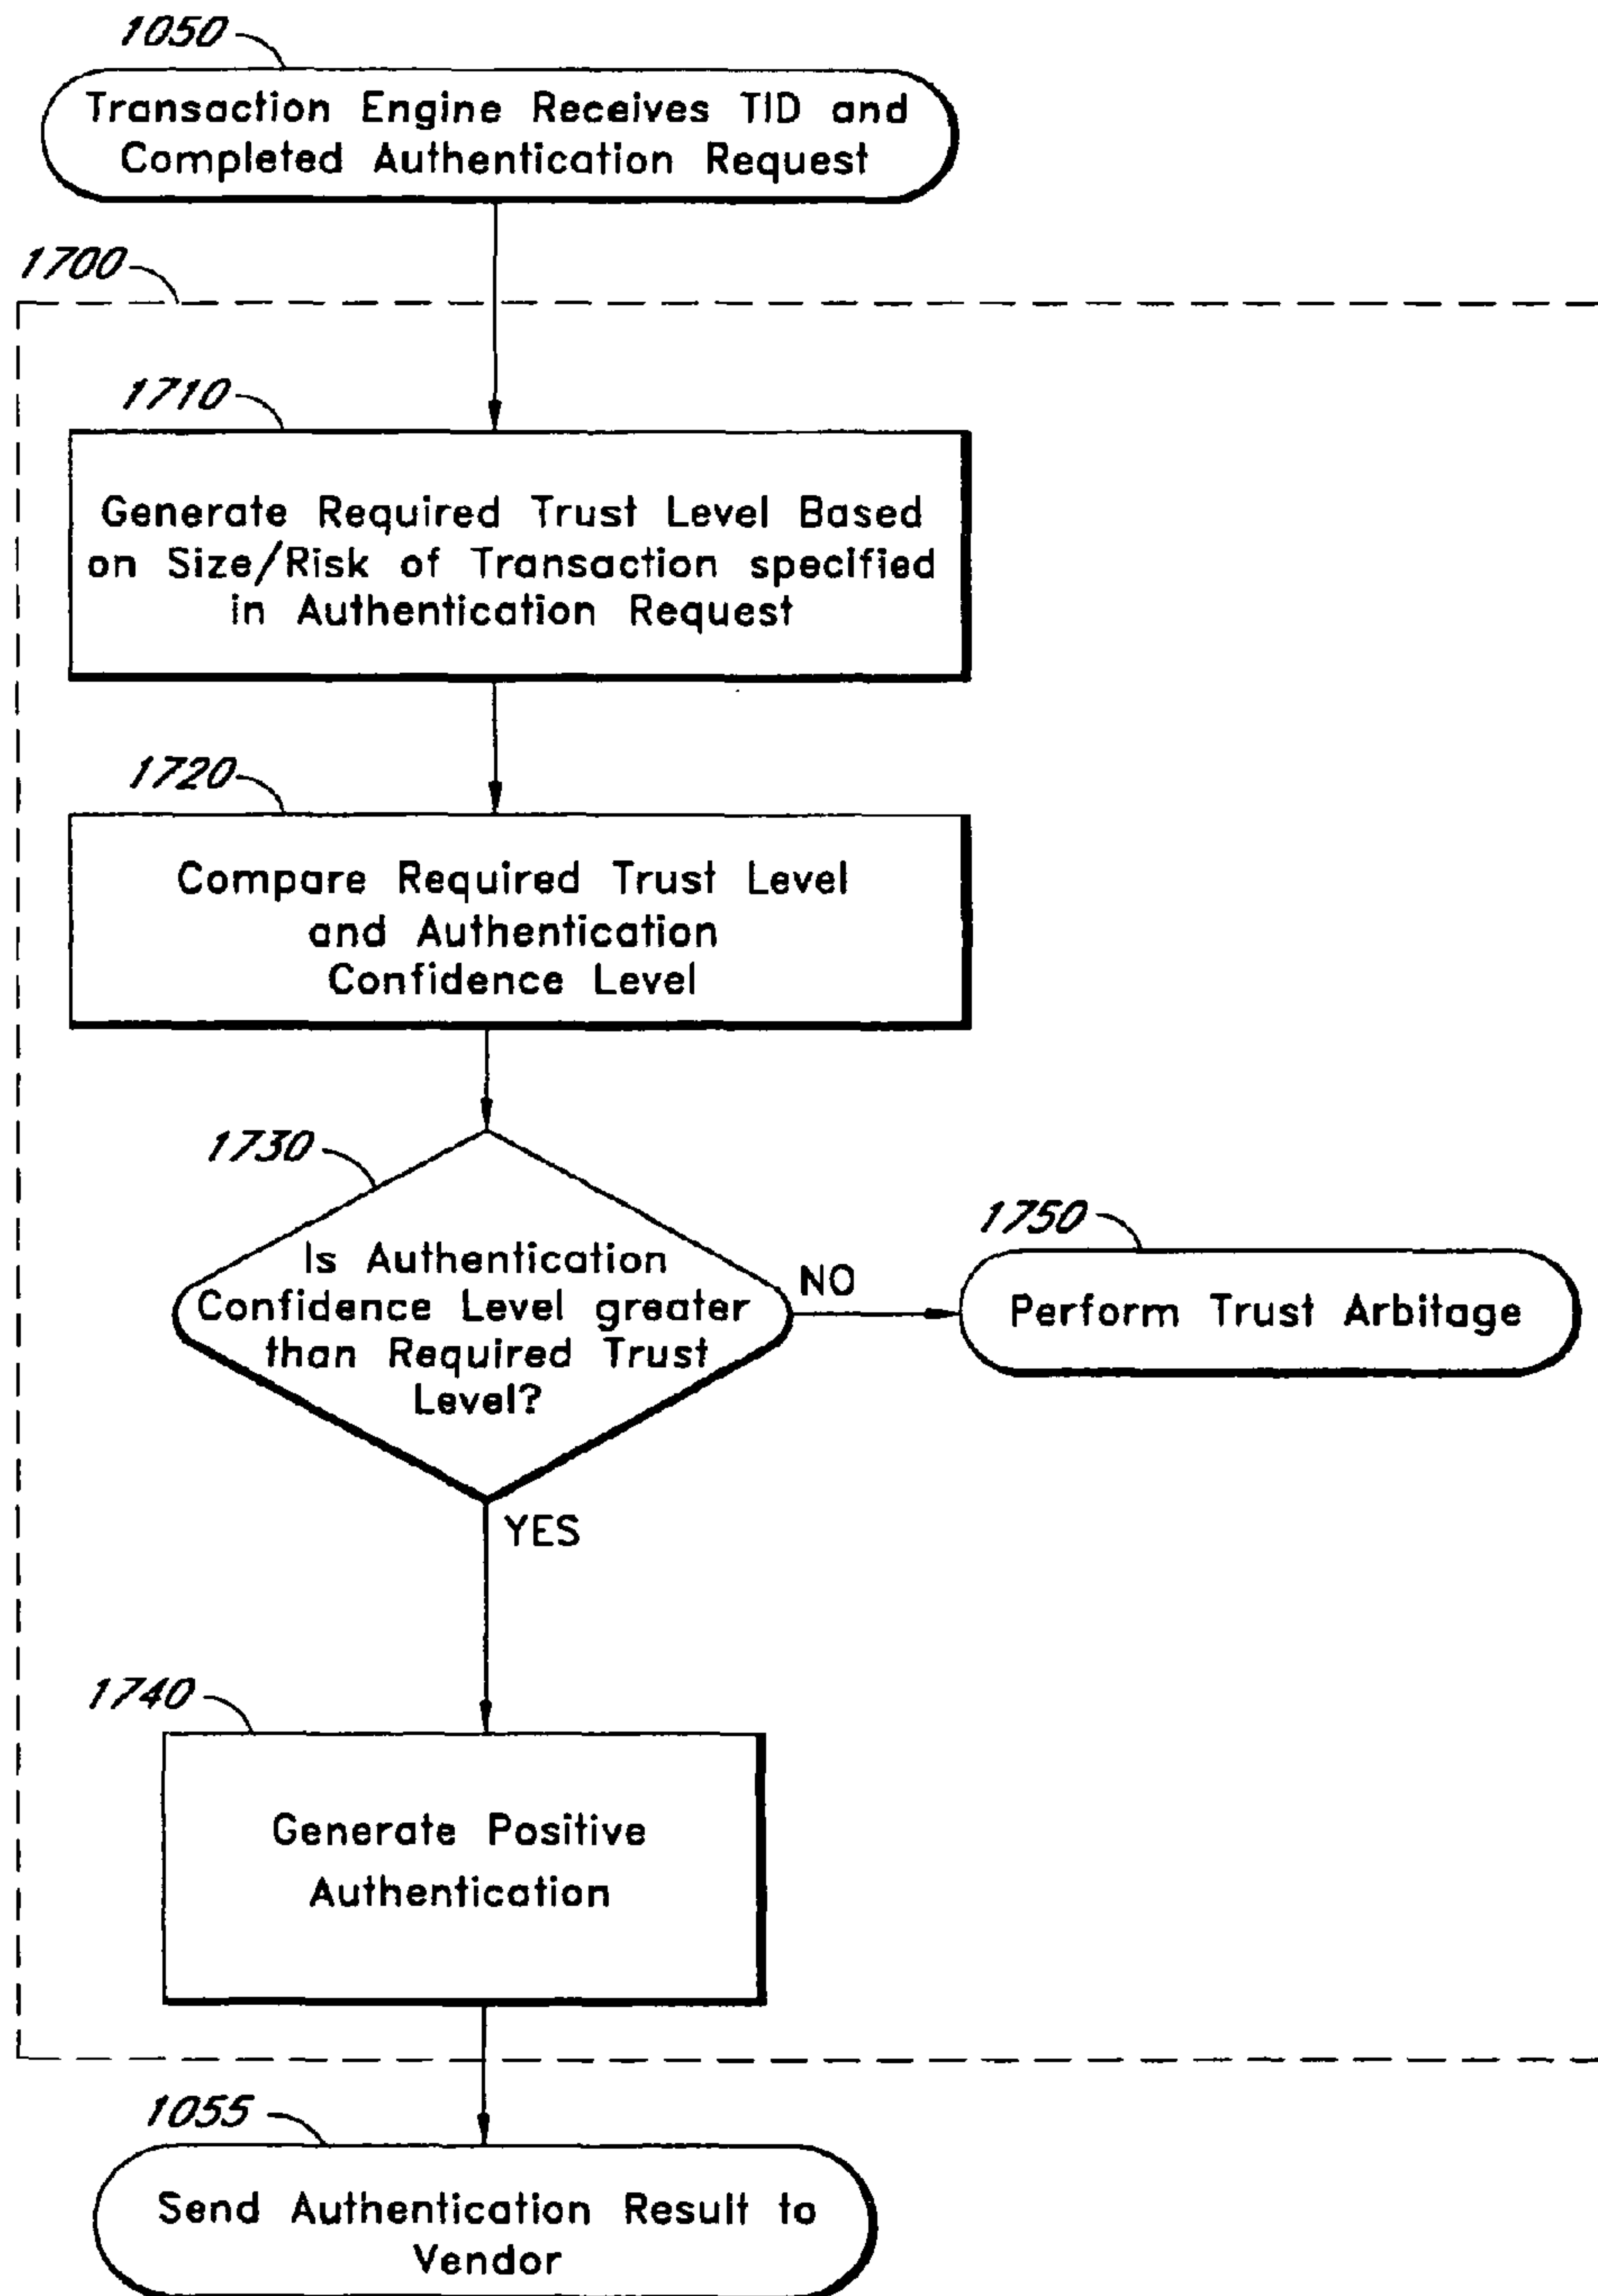 1050
Transaction Engine Receives TID and
Completed Authentication Request
1700
1710
Generate Required Trust Level Based
on Size/Risk of Transaction specified
in Authentication Request
1720
Compare Required Trust Level
and Authentication
Confidence Level
1730
Is Authentication
Confidence Level greater
than Required Trust
Level?
NO
1750
Perform Trust Arbitage
YES
1740
Generate Positive
Authentication
1055
Send Authentication Result to
Vendor